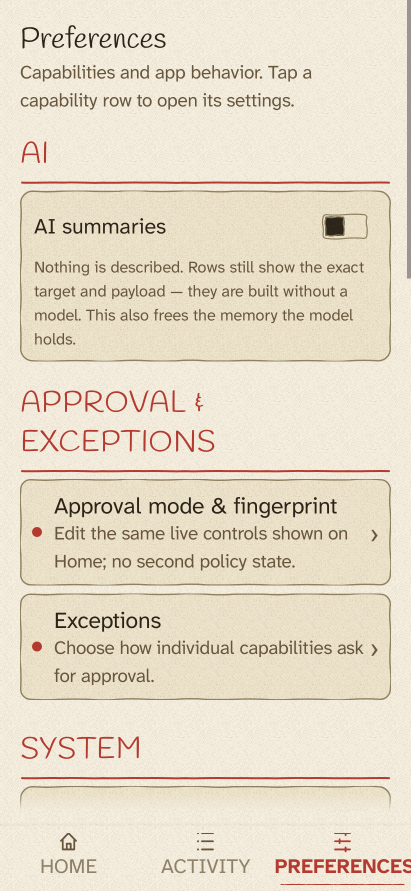 Preferences
Capabilities and app behavior. Tap a
capability row to open its settings.
AI
AI summaries
Nothing is described. Rows still show the exact
target and payload — they are built without a
model. This also frees the memory the model
holds.
APPROVAL &
EXCEPTIONS
Approval mode & fingerprint
Edit the same live controls shown on
Home; no second policy state.
Exceptions
Choose how individual capabilities ask
for approval.
SYSTEM
HOME
ACTIVITY
PREFERENCES